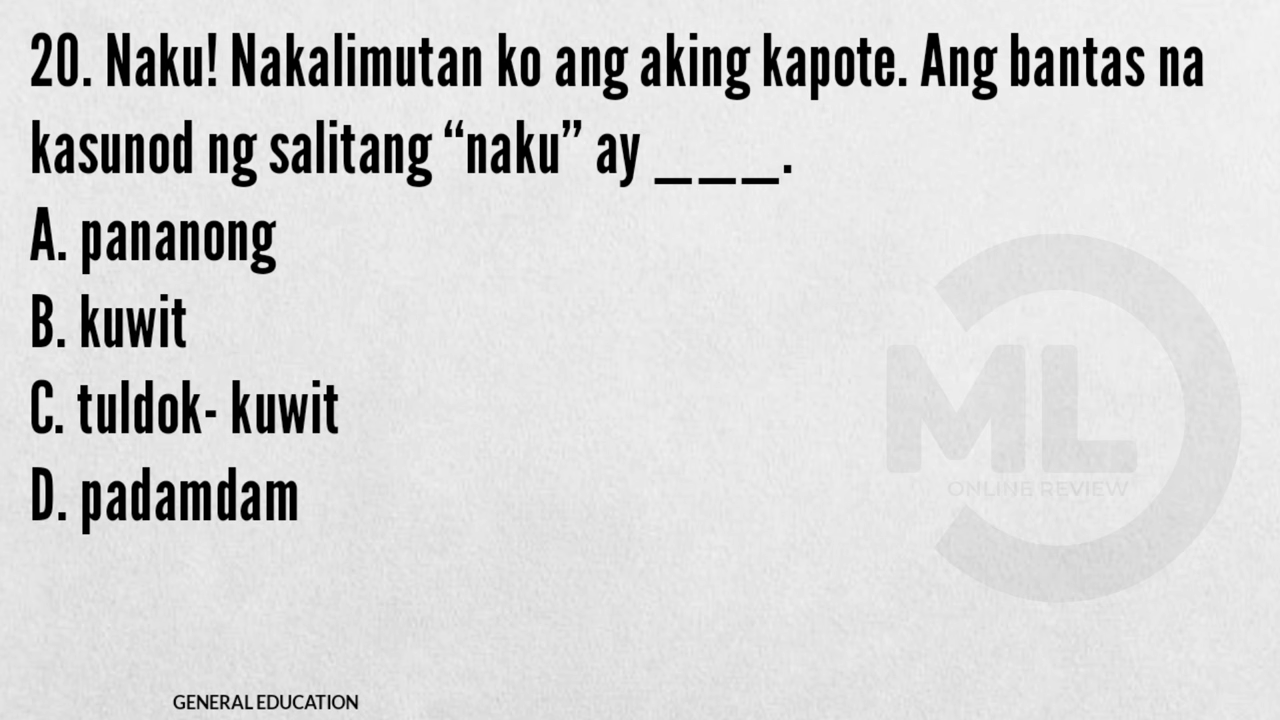 20. Naku! Nakalimutan ko ang aking kapote. Ang bantas na
kasunod ng salitang “naku” ay ___.
A. pananong
B. kuwit
C. tuldok- kuwit
D. padamdam
ML
ONLINE REVIEW
GENERAL EDUCATION